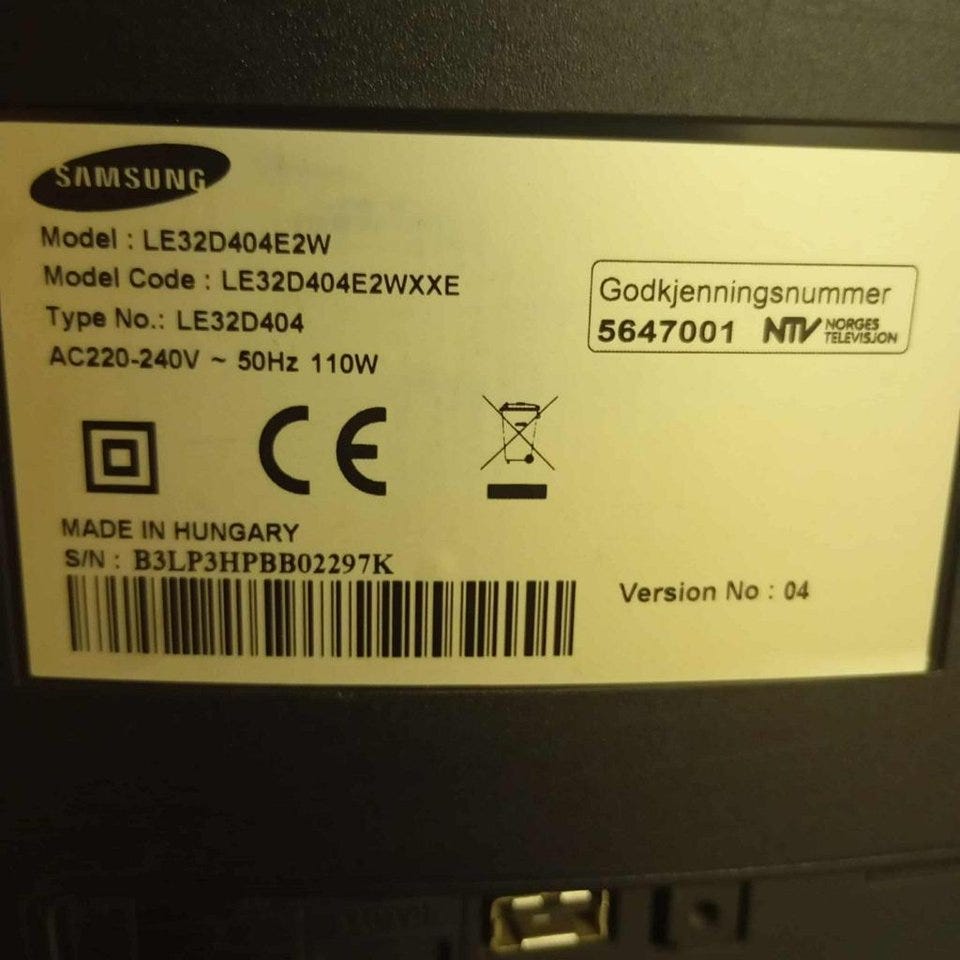 SAMSUNG
Model : LE32D404E2W
Model Code : LE32D404E2WXXE
Type No.: LE32D404
AC220-240V ~ 50Hz 110W
Godkjenningsnummer
5647001 NTV NORGES
TELEVISJON
CE
MADE IN HUNGARY
S/N : B3LP3HPBB02297K
Version No : 04